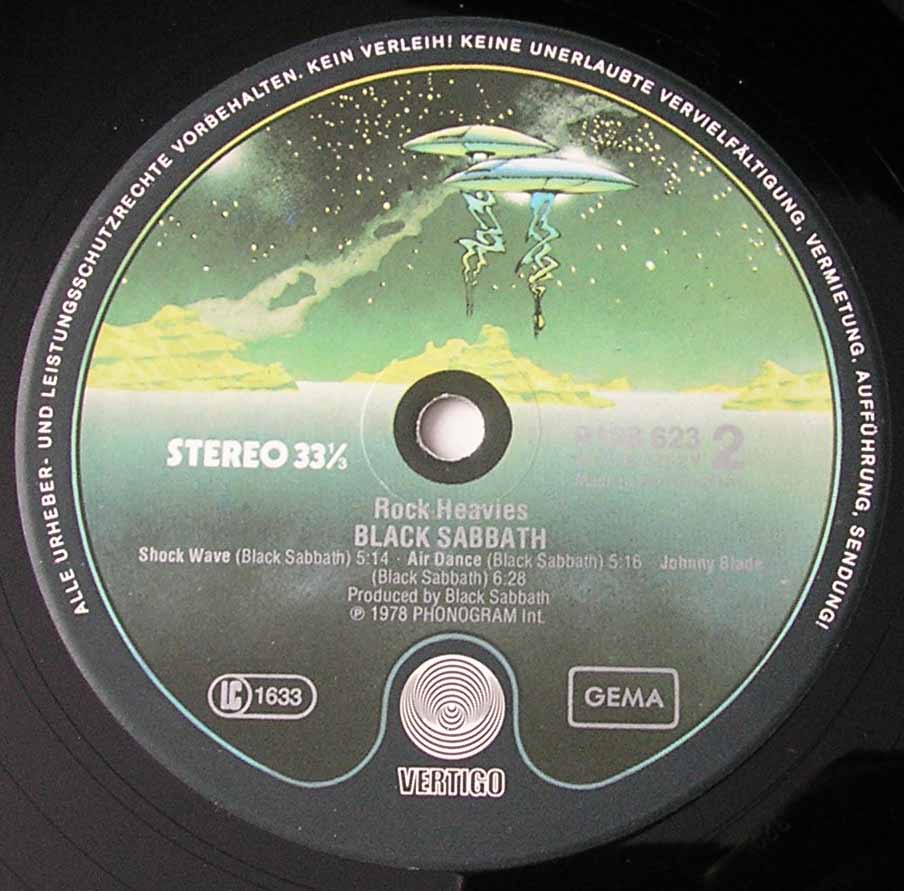 ALLE URHEBER- UND LEISTUNGSSCHUTZRECHTE VORBEHALTEN. KEIN VERLEIH! KEINE UNERLAUBTE VERVIELFÄLTIGUNG, VERMIETUNG, AUFFÜHRUNG, SENDUNG!
STEREO 33⅓
623
2
Rock Heavies
BLACK SABBATH
Shock Wave (Black Sabbath) 5:14 · Air Dance (Black Sabbath) 5:16 Johnny Blade
(Black Sabbath) 6:28
Produced by Black Sabbath
℗ 1978 PHONOGRAM Int.
LC 1633
GEMA
VERTIGO